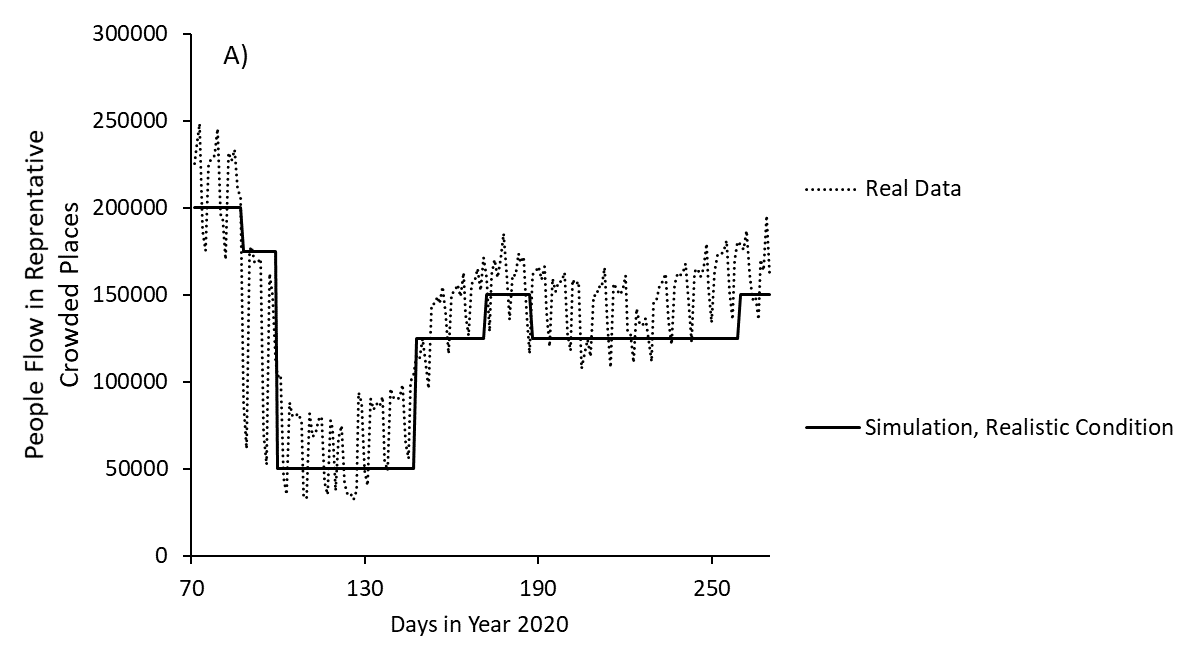 300000
A)
250000
200000
150000
100000
50000
0
70
130
190
250
People Flow in Reprentative
Crowded Places
Days in Year 2020
Real Data
Simulation, Realistic Condition